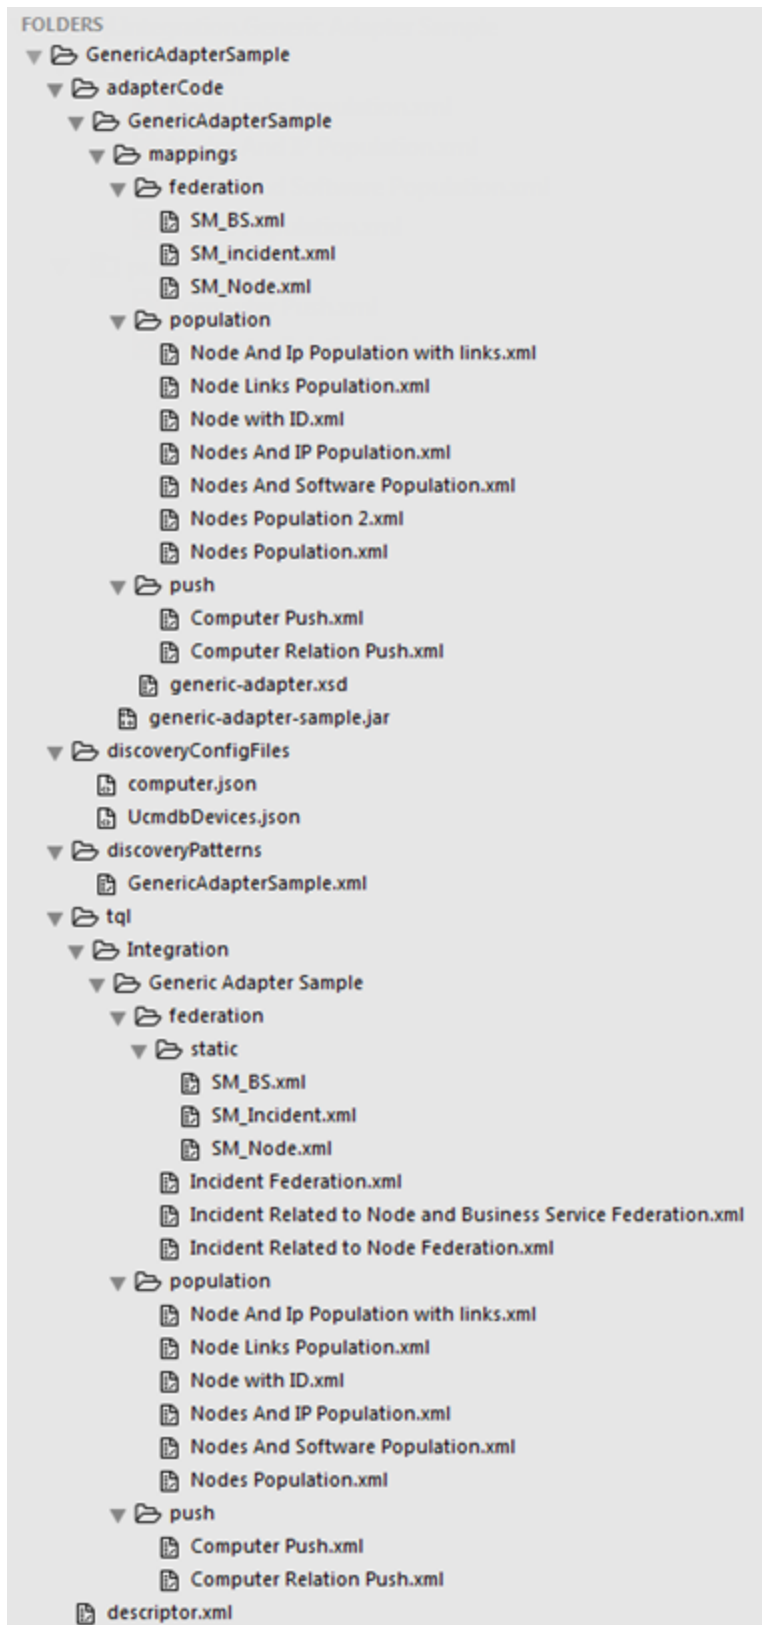 FOLDERS
GenericAdapterSample
adapterCode
GenericAdapterSample
mappings
federation
SM_BS.xml
SM_incident.xml
SM_Node.xml
population
Node And Ip Population with links.xml
Node Links Population.xml
Node with ID.xml
Nodes And IP Population.xml
Nodes And Software Population.xml
Nodes Population 2.xml
Nodes Population.xml
push
Computer Push.xml
Computer Relation Push.xml
generic-adapter.xsd
generic-adapter-sample.jar
discoveryConfigFiles
computer.json
UcmdbDevices.json
discoveryPatterns
GenericAdapterSample.xml
tql
Integration
Generic Adapter Sample
federation
static
SM_BS.xml
SM_Incident.xml
SM_Node.xml
Incident Federation.xml
Incident Related to Node and Business Service Federation.xml
Incident Related to Node Federation.xml
population
Node And Ip Population with links.xml
Node Links Population.xml
Node with ID.xml
Nodes And IP Population.xml
Nodes And Software Population.xml
Nodes Population.xml
push
Computer Push.xml
Computer Relation Push.xml
descriptor.xml